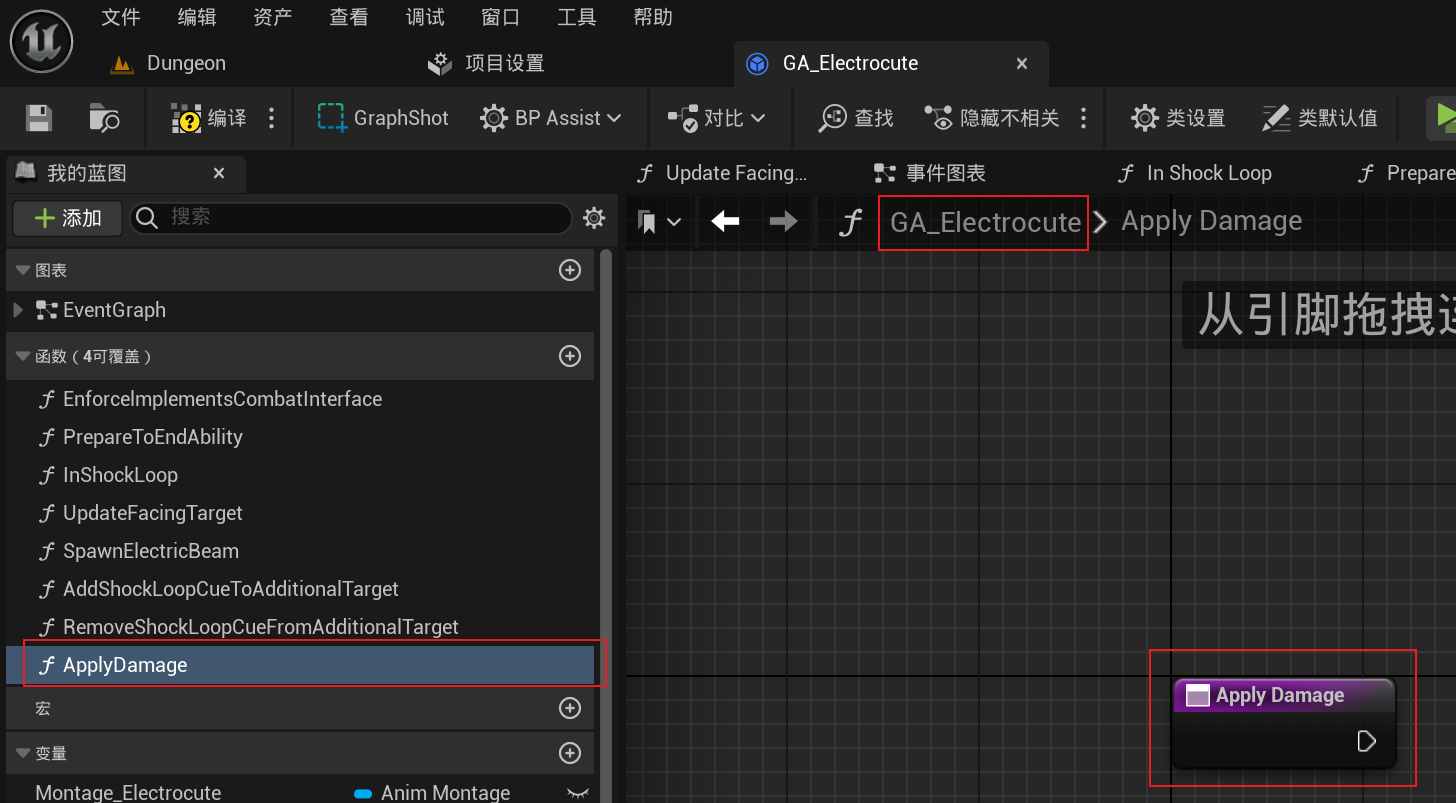 文件 编辑 资产 查看 调试 窗口 工具 帮助
Dungeon 项目设置 GA_Electrocute
编译 GraphShot BP Assist 对比 查找 隐藏不相关 类设置 类默认值
我的蓝图 Update Facing... 事件图表 In Shock Loop Prepare
添加 搜索 GA_Electrocute Apply Damage
图表
从引脚拖拽
EventGraph
函数（4可覆盖）
EnforceImplementsCombatInterface
PrepareToEndAbility
InShockLoop
UpdateFacingTarget
SpawnElectricBeam
AddShockLoopCueToAdditionalTarget
RemoveShockLoopCueFromAdditionalTarget
ApplyDamage
Apply Damage
宏
变量
Montage_Electrocute Anim Montage